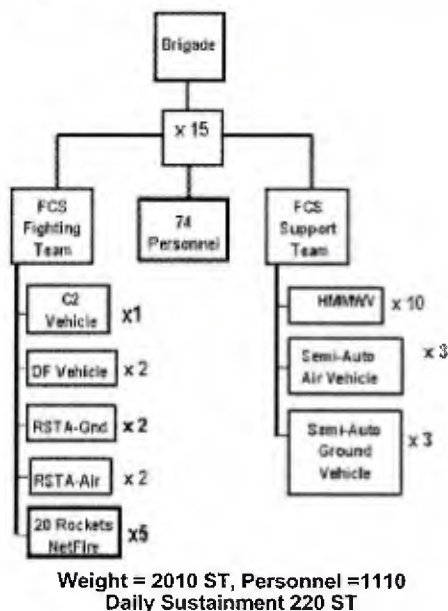 Brigade
x 15
FCS
Fighting
Team
74
Personnel
FCS
Support
Team
C2
Vehicle
x1
DF Vehicle
x 2
RSTA-Gnd
x 2
RSTA-Air
x 2
20 Rockets
NetFire
x5
HMMWV
x 10
Semi-Auto
Air Vehicle
x 3
Semi-Auto
Ground
Vehicle
x 3
Weight = 2010 ST, Personnel =1110
Daily Sustainment 220 ST